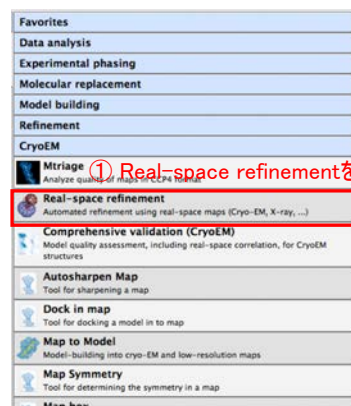 Favorites
Data analysis
Experimental phasing
Molecular replacement
Model building
Refinement
CryoEM
Mtriage
① Real-space refinementを
Analyze quality of maps in CCP4 format
Real-space refinement
Automated refinement using real-space maps (Cryo-EM, X-ray, ...)
Comprehensive validation (CryoEM)
Model quality assessment, including real-space correlation, for CryoEM
structures
Autosharpen Map
Tool for sharpening a map
Dock in map
Tool for docking a model in to map
Map to Model
Model-building into cryo-EM and low-resolution maps
Map Symmetry
Tool for determining the symmetry in a map
Map box